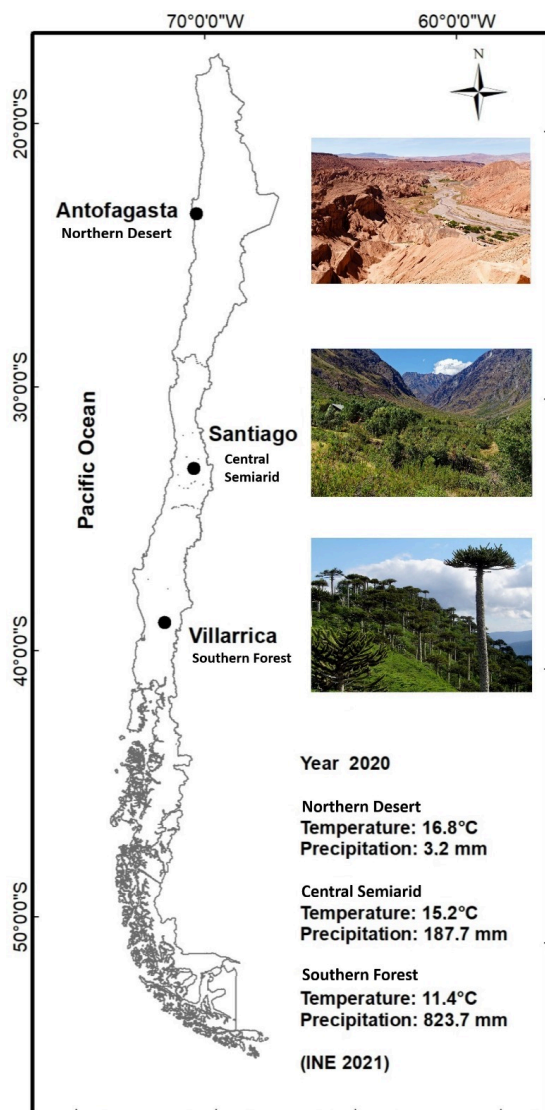 70°0'0"W
60°0'0"W
N
20°0'0"S
Antofagasta
Northern Desert
30°0'0"S
Santiago
Central
Semiarid
Pacific Ocean
Villarrica
Southern Forest
40°0'0"S
Year 2020
Northern Desert
Temperature: 16.8°C
Precipitation: 3.2 mm
Central Semiarid
Temperature: 15.2°C
Precipitation: 187.7 mm
50°0'0"S
Southern Forest
Temperature: 11.4°C
Precipitation: 823.7 mm
(INE 2021)